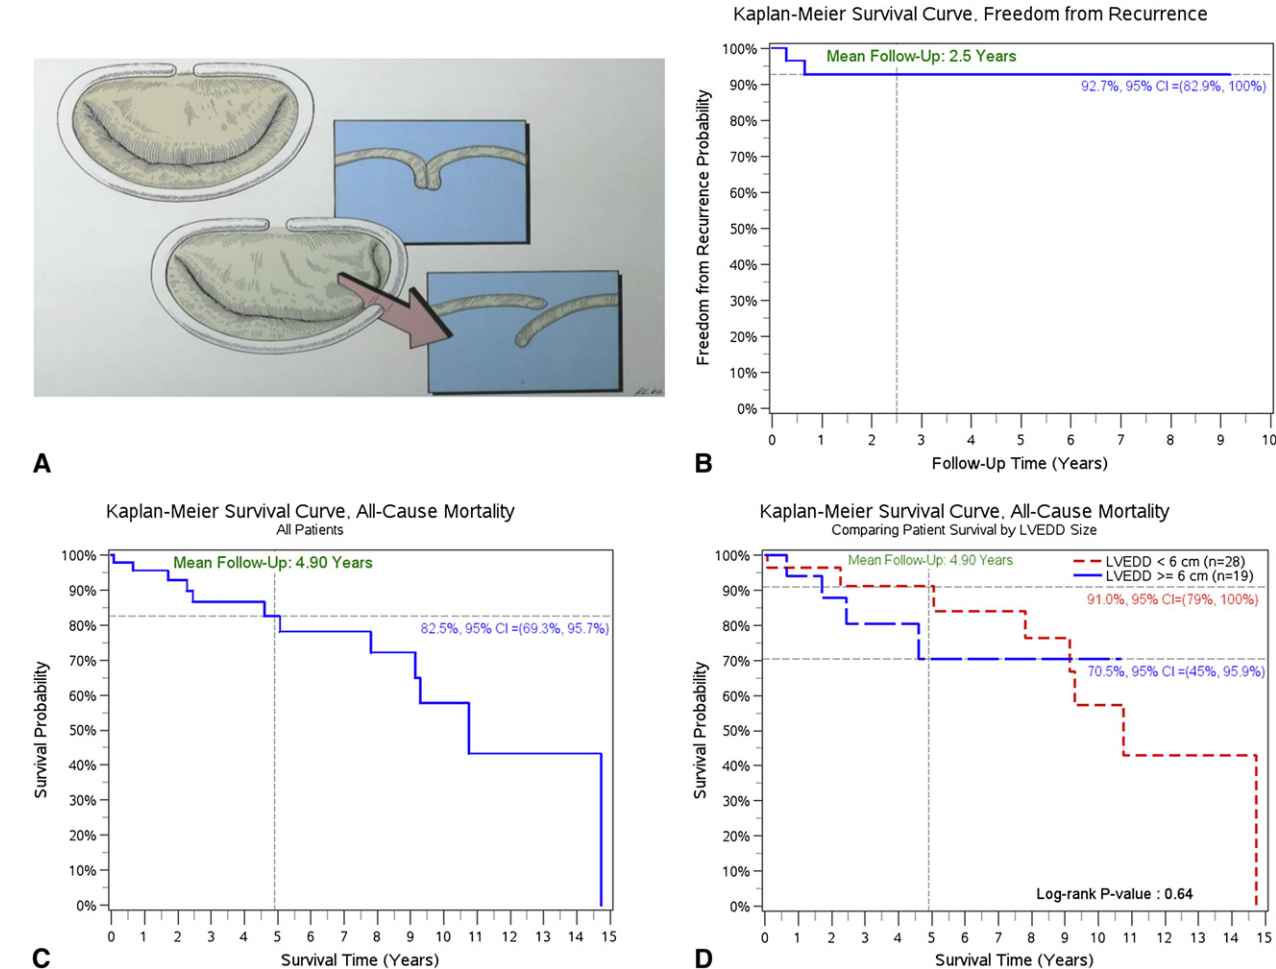 A
Kaplan-Meier Survival Curve, Freedom from Recurrence
Mean Follow-Up: 2.5 Years
92.7%, 95% CI =(82.9%, 100%)
Freedom from Recurrence Probability
100%
90%
80%
70%
60%
50%
40%
30%
20%
10%
0%
0 1 2 3 4 5 6 7 8 9 10
Follow-Up Time (Years)
B
Kaplan-Meier Survival Curve, All-Cause Mortality
All Patients
Mean Follow-Up: 4.90 Years
82.5%, 95% CI =(69.3%, 95.7%)
Survival Probability
100%
90%
80%
70%
60%
50%
40%
30%
20%
10%
0%
0 1 2 3 4 5 6 7 8 9 10 11 12 13 14 15
Survival Time (Years)
C
Kaplan-Meier Survival Curve, All-Cause Mortality
Comparing Patient Survival by LVEDD Size
Mean Follow-Up: 4.90 Years
LVEDD < 6 cm (n=28)
LVEDD >= 6 cm (n=19)
91.0%, 95% CI=(79%, 100%)
70.5%, 95% CI =(45%, 95.9%)
Log-rank P-value : 0.64
Survival Probability
100%
90%
80%
70%
60%
50%
40%
30%
20%
10%
0%
0 1 2 3 4 5 6 7 8 9 10 11 12 13 14 15
Survival Time (Years)
D